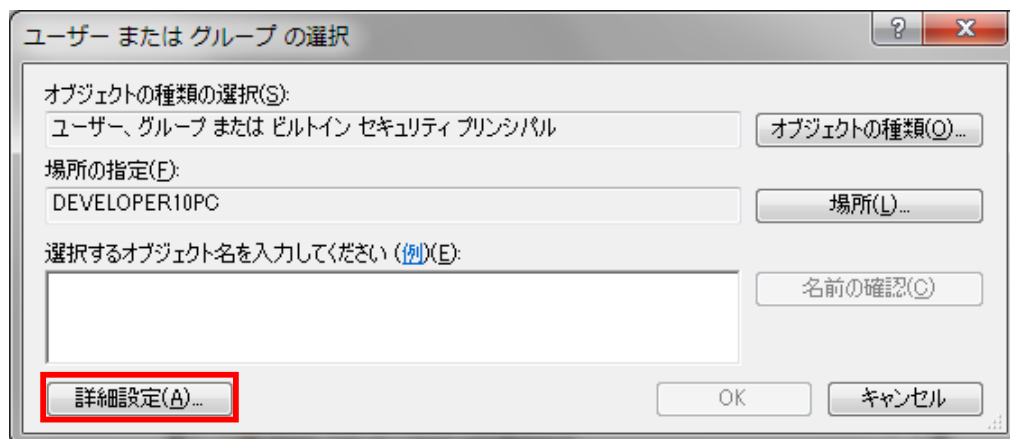 ユーザー または グループ の選択
オブジェクトの種類の選択(S):
ユーザー、グループ または ビルトイン セキュリティ プリンシパル
オブジェクトの種類(O)...
場所の指定(F):
DEVELOPER10PC
場所(L)...
選択するオブジェクト名を入力してください (例)(E):
名前の確認(C)
詳細設定(A)...
OK
キャンセル